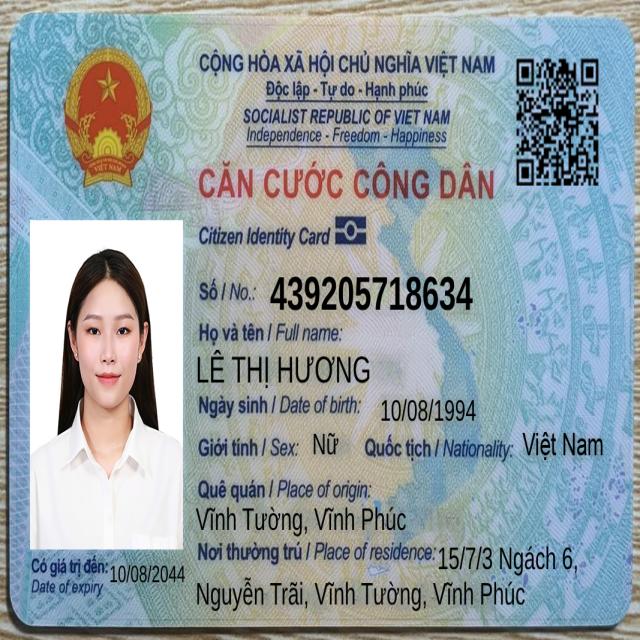 CỘNG HÒA XÃ HỘI CHỦ NGHĨA VIỆT NAM
Độc lập - Tự do - Hạnh phúc
SOCIALIST REPUBLIC OF VIET NAM
Independence - Freedom - Happiness
CĂN CƯỚC CÔNG DÂN
Citizen Identity Card
VIỆT NAM
Số / No.: 439205718634
Họ và tên / Full name:
LÊ THỊ HƯƠNG
Ngày sinh / Date of birth: 10/08/1994
Giới tính / Sex: Nữ Quốc tịch / Nationality: Việt Nam
Quê quán / Place of origin:
Vĩnh Tường, Vĩnh Phúc
Nơi thường trú / Place of residence: 15/7/3 Ngách 6,
Nguyễn Trãi, Vĩnh Tường, Vĩnh Phúc
Có giá trị đến: 10/08/2044
Date of expiry